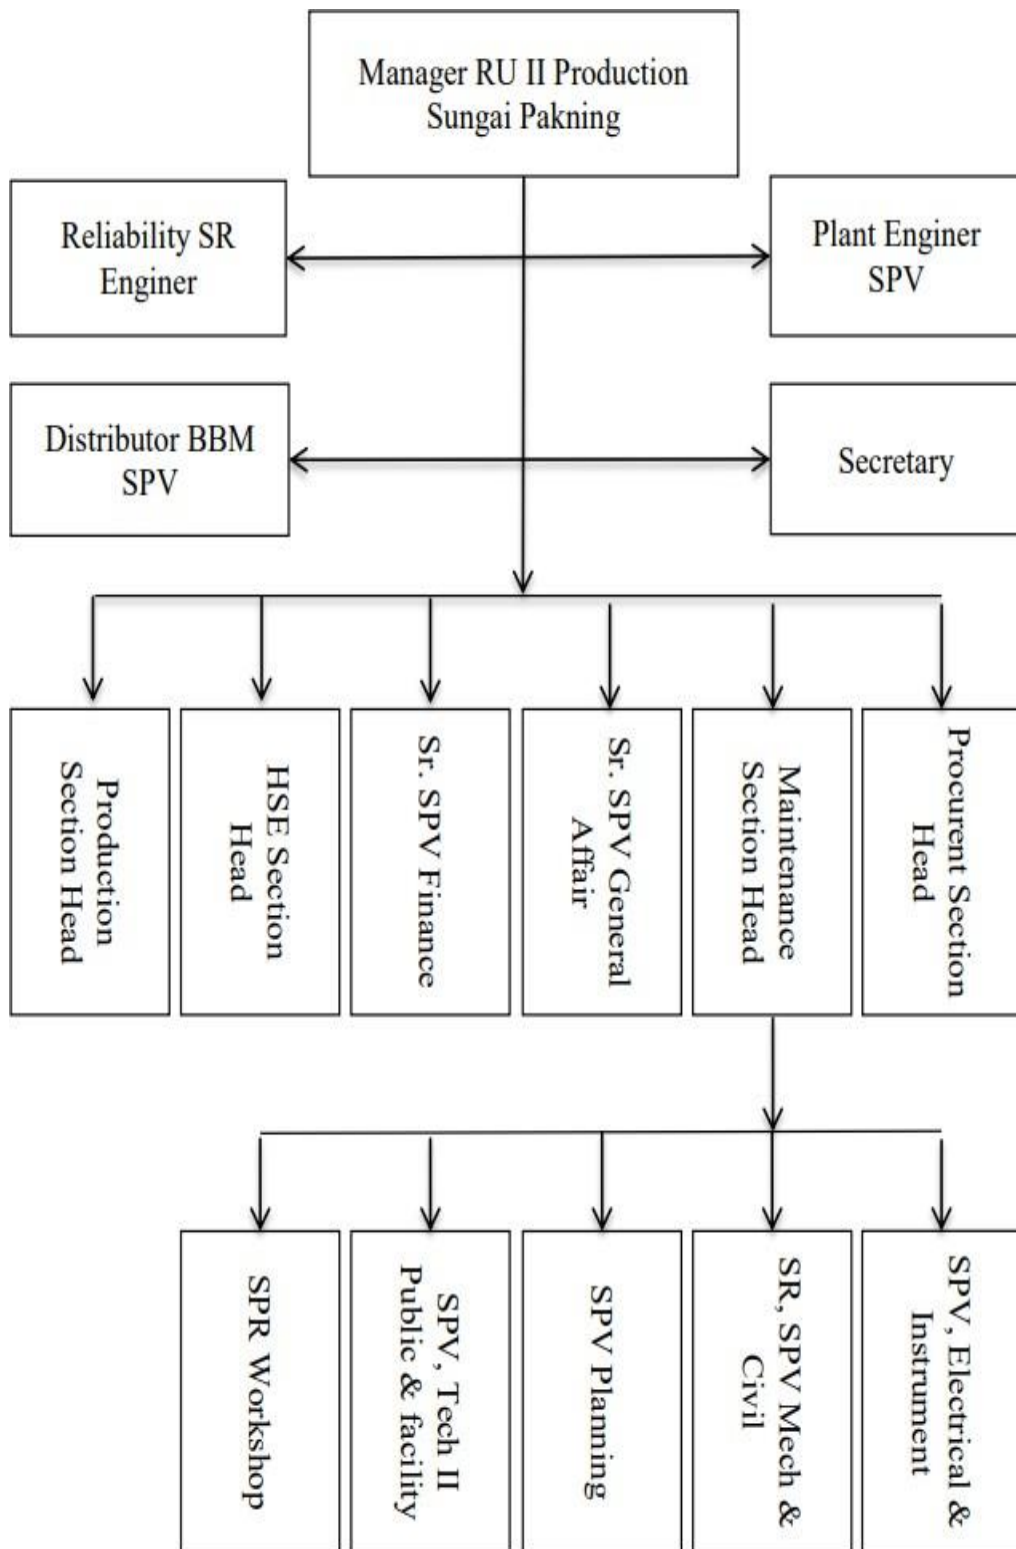 Manager RU II Production
Sungai Pakning
Reliability SR
Enginer
Plant Enginer
SPV
Distributor BBM
SPV
Secretary
Production
Section Head
HSE Section
Head
Sr. SPV Finance
Sr. SPV General
Affair
Maintenance
Section Head
Procurent Section
Head
SPR Workshop
SPV, Tech II
Public & facility
SPV Planning
SR, SPV Mech &
Civil
SPV, Electrical &
Instrument